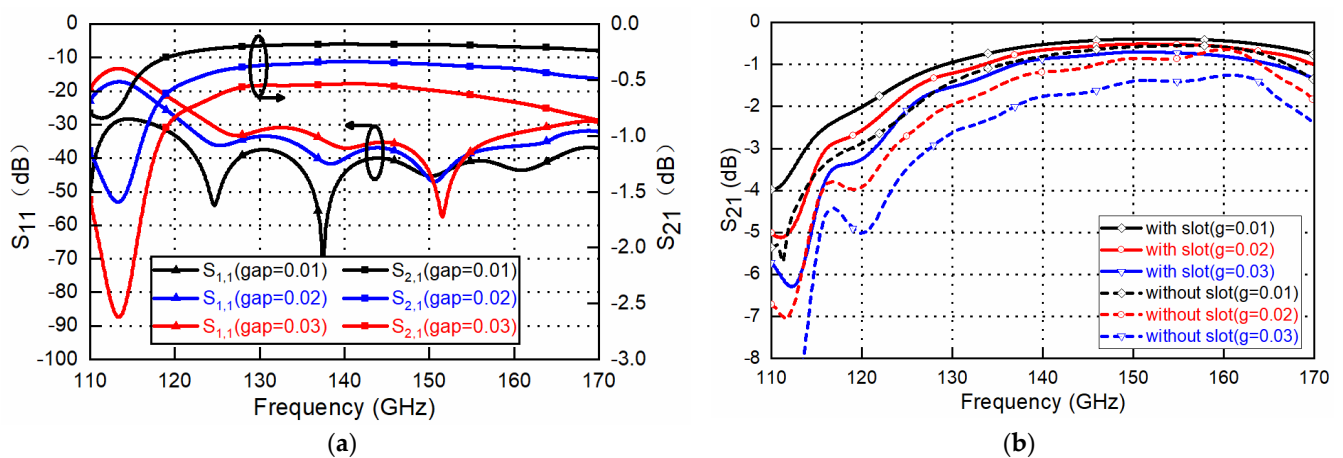 0
-10
-20
-30
-40
-50
-60
-70
-80
-90
-100
S11 (dB)
0.0
-0.5
-1.0
-1.5
-2.0
-2.5
-3.0
S21 (dB)
S1,1(gap=0.01) S2,1(gap=0.01)
S1,1(gap=0.02) S2,1(gap=0.02)
S1,1(gap=0.03) S2,1(gap=0.03)
110 120 130 140 150 160 170
Frequency (GHz)
(a)
0
-1
-2
-3
-4
-5
-6
-7
-8
S21 (dB)
with slot(g=0.01)
with slot(g=0.02)
with slot(g=0.03)
without slot(g=0.01)
without slot(g=0.02)
without slot(g=0.03)
110 120 130 140 150 160 170
Frequency (GHz)
(b)